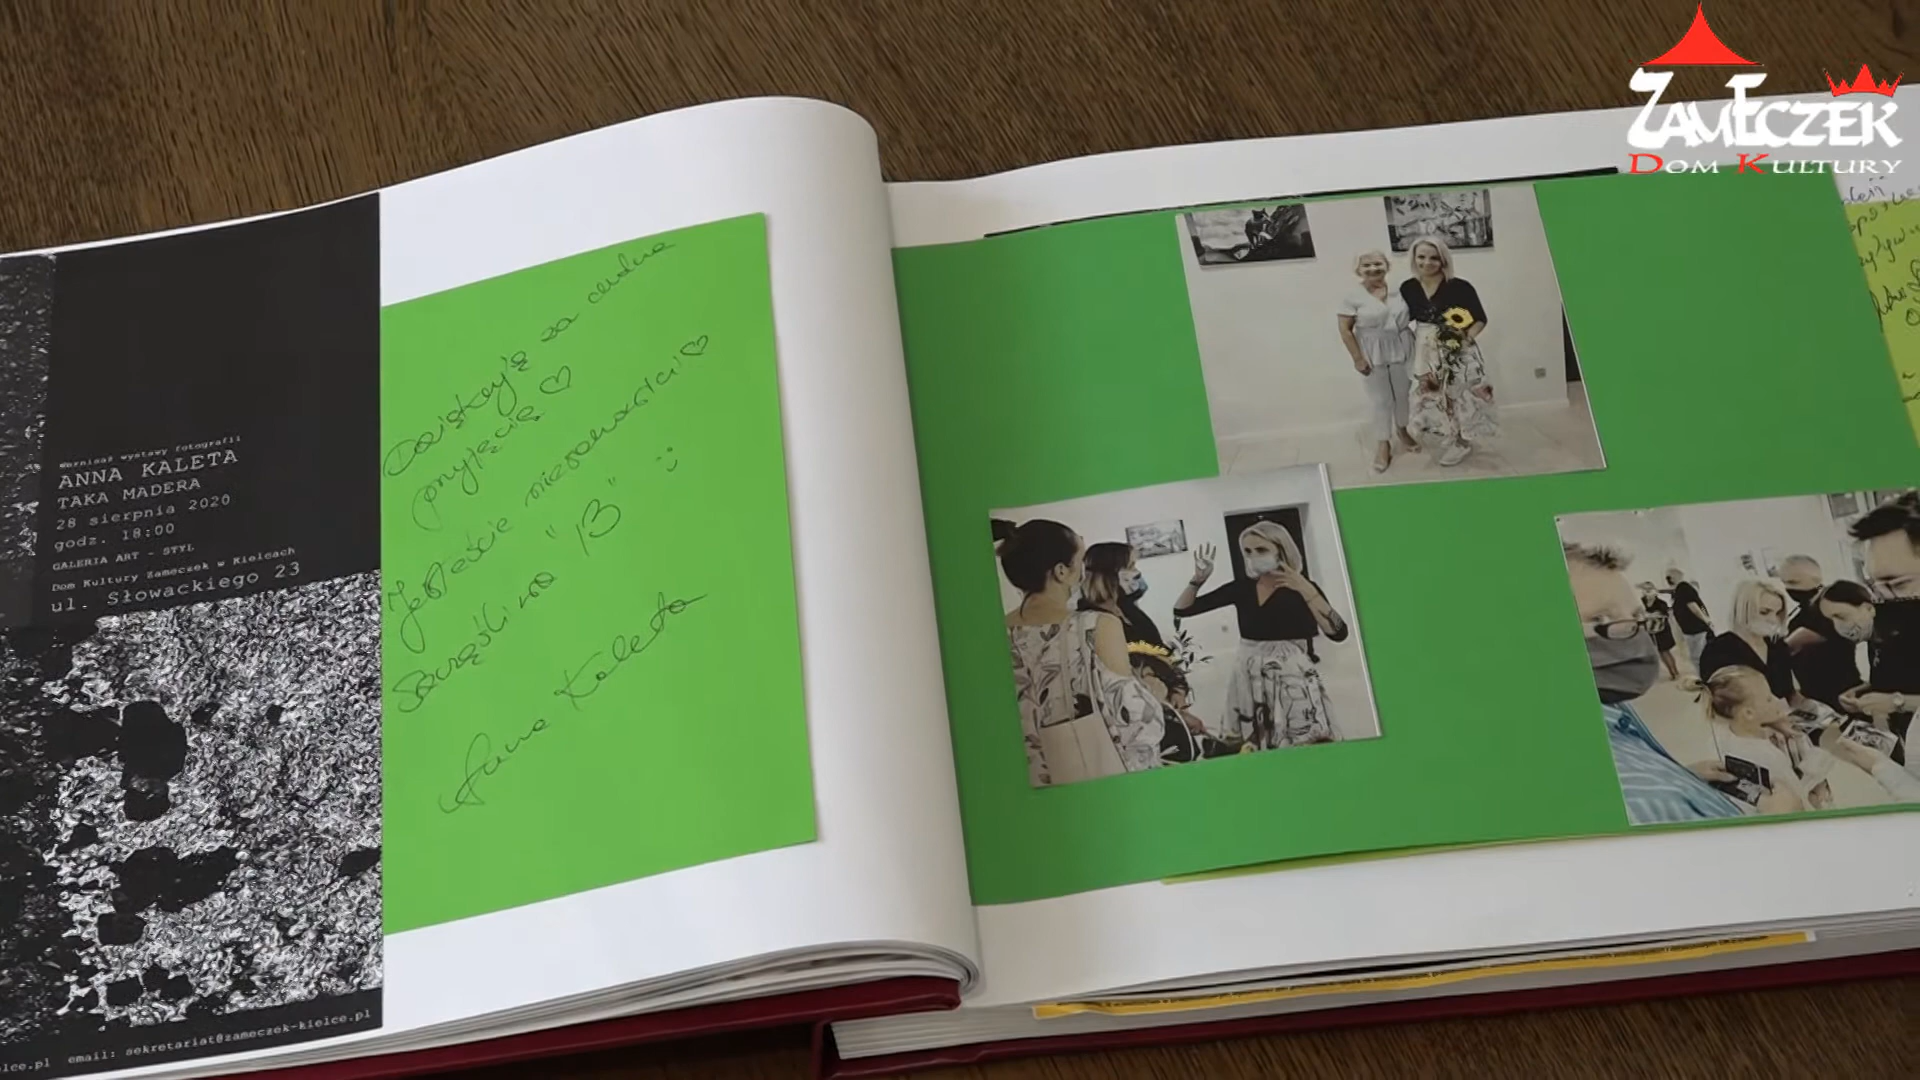 ZAMECZEK
DOM KULTURY
Wernisaż wystawy fotografii
ANNA KALETA
TAKA MADERA
28 sierpnia 2020
godz. 18:00
GALERIA ART - STYL
Dom Kultury Zameczek w Kielcach
ul. Słowackiego 23
lce.pl email: sekretariat@zameczek-kielce.pl
Dziękuję za cudne
przyjęcie ♡
Jesteście niesamowici ♡
Szczęśliwa "13" :)
Anna Kaleta